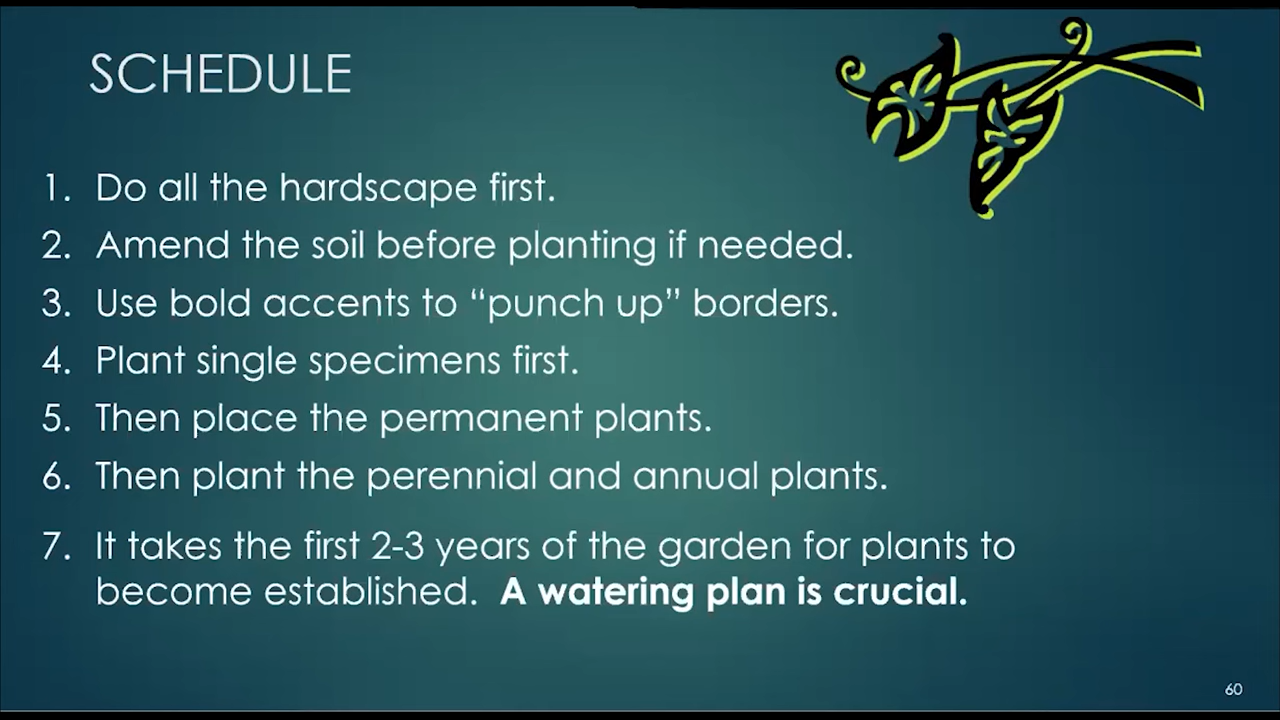 SCHEDULE
1. Do all the hardscape first.
2. Amend the soil before planting if needed.
3. Use bold accents to “punch up” borders.
4. Plant single specimens first.
5. Then place the permanent plants.
6. Then plant the perennial and annual plants.
7. It takes the first 2-3 years of the garden for plants to
become established. A watering plan is crucial.
60